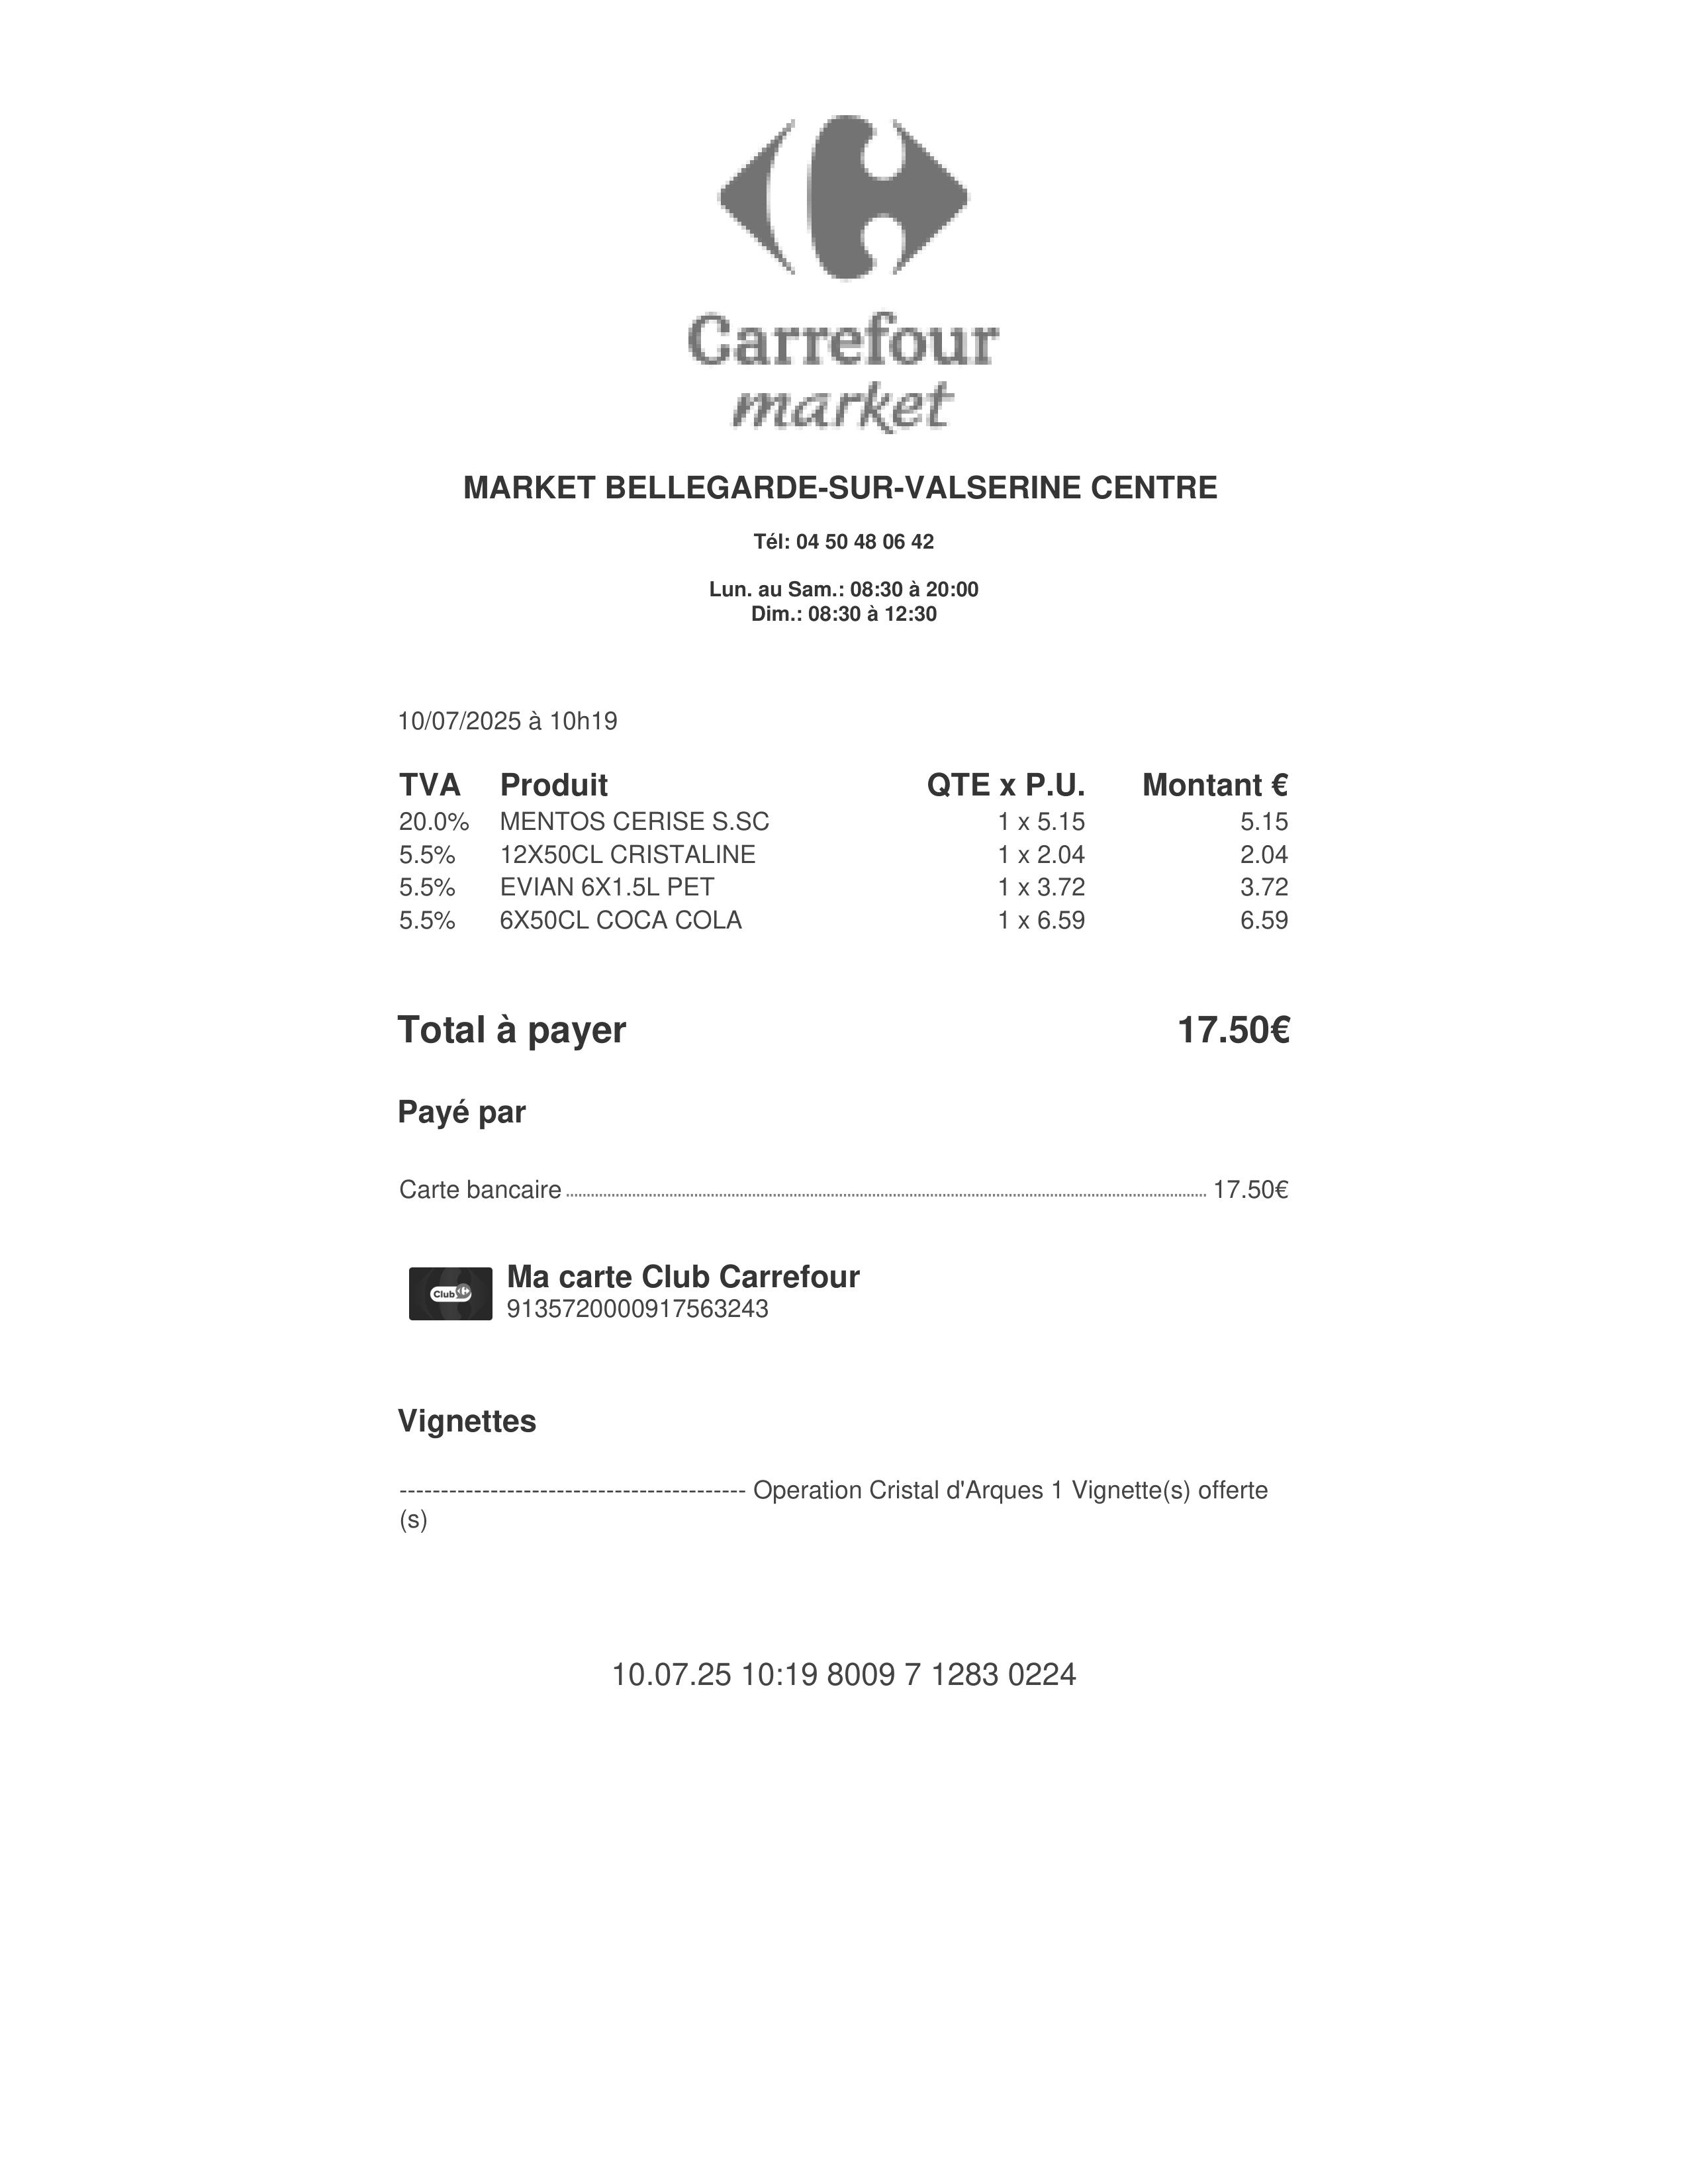 Carrefour
market
MARKET BELLEGARDE-SUR-VALSERINE CENTRE
Tél: 04 50 48 06 42
Lun. au Sam.: 08:30 à 20:00
Dim.: 08:30 à 12:30
10/07/2025 à 10h19
TVA Produit QTE x P.U. Montant €
20.0% MENTOS CERISE S.SC 1 x 5.15 5.15
5.5% 12X50CL CRISTALINE 1 x 2.04 2.04
5.5% EVIAN 6X1.5L PET 1 x 3.72 3.72
5.5% 6X50CL COCA COLA 1 x 6.59 6.59
Total à payer 17.50€
Payé par
Carte bancaire 17.50€
Club
Ma carte Club Carrefour
9135720000917563243
Vignettes
------------------------------------------ Operation Cristal d'Arques 1 Vignette(s) offerte
(s)
10.07.25 10:19 8009 7 1283 0224